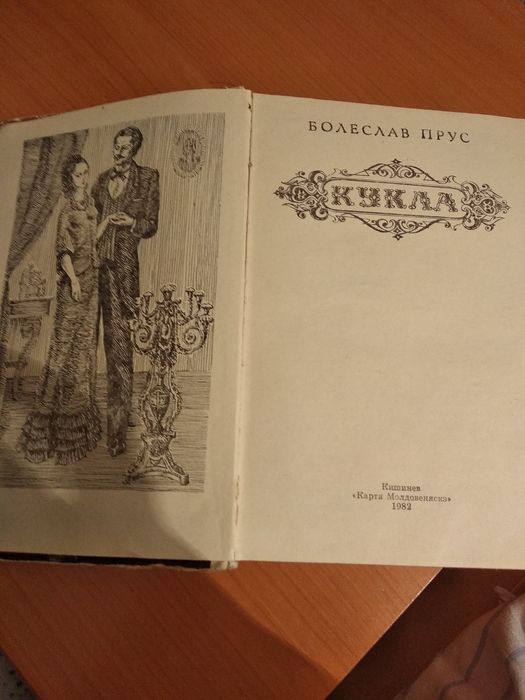 БОЛЕСЛАВ ПРУС
КУКЛА
Кишинев
«Картя Молдовеняскэ»
1982